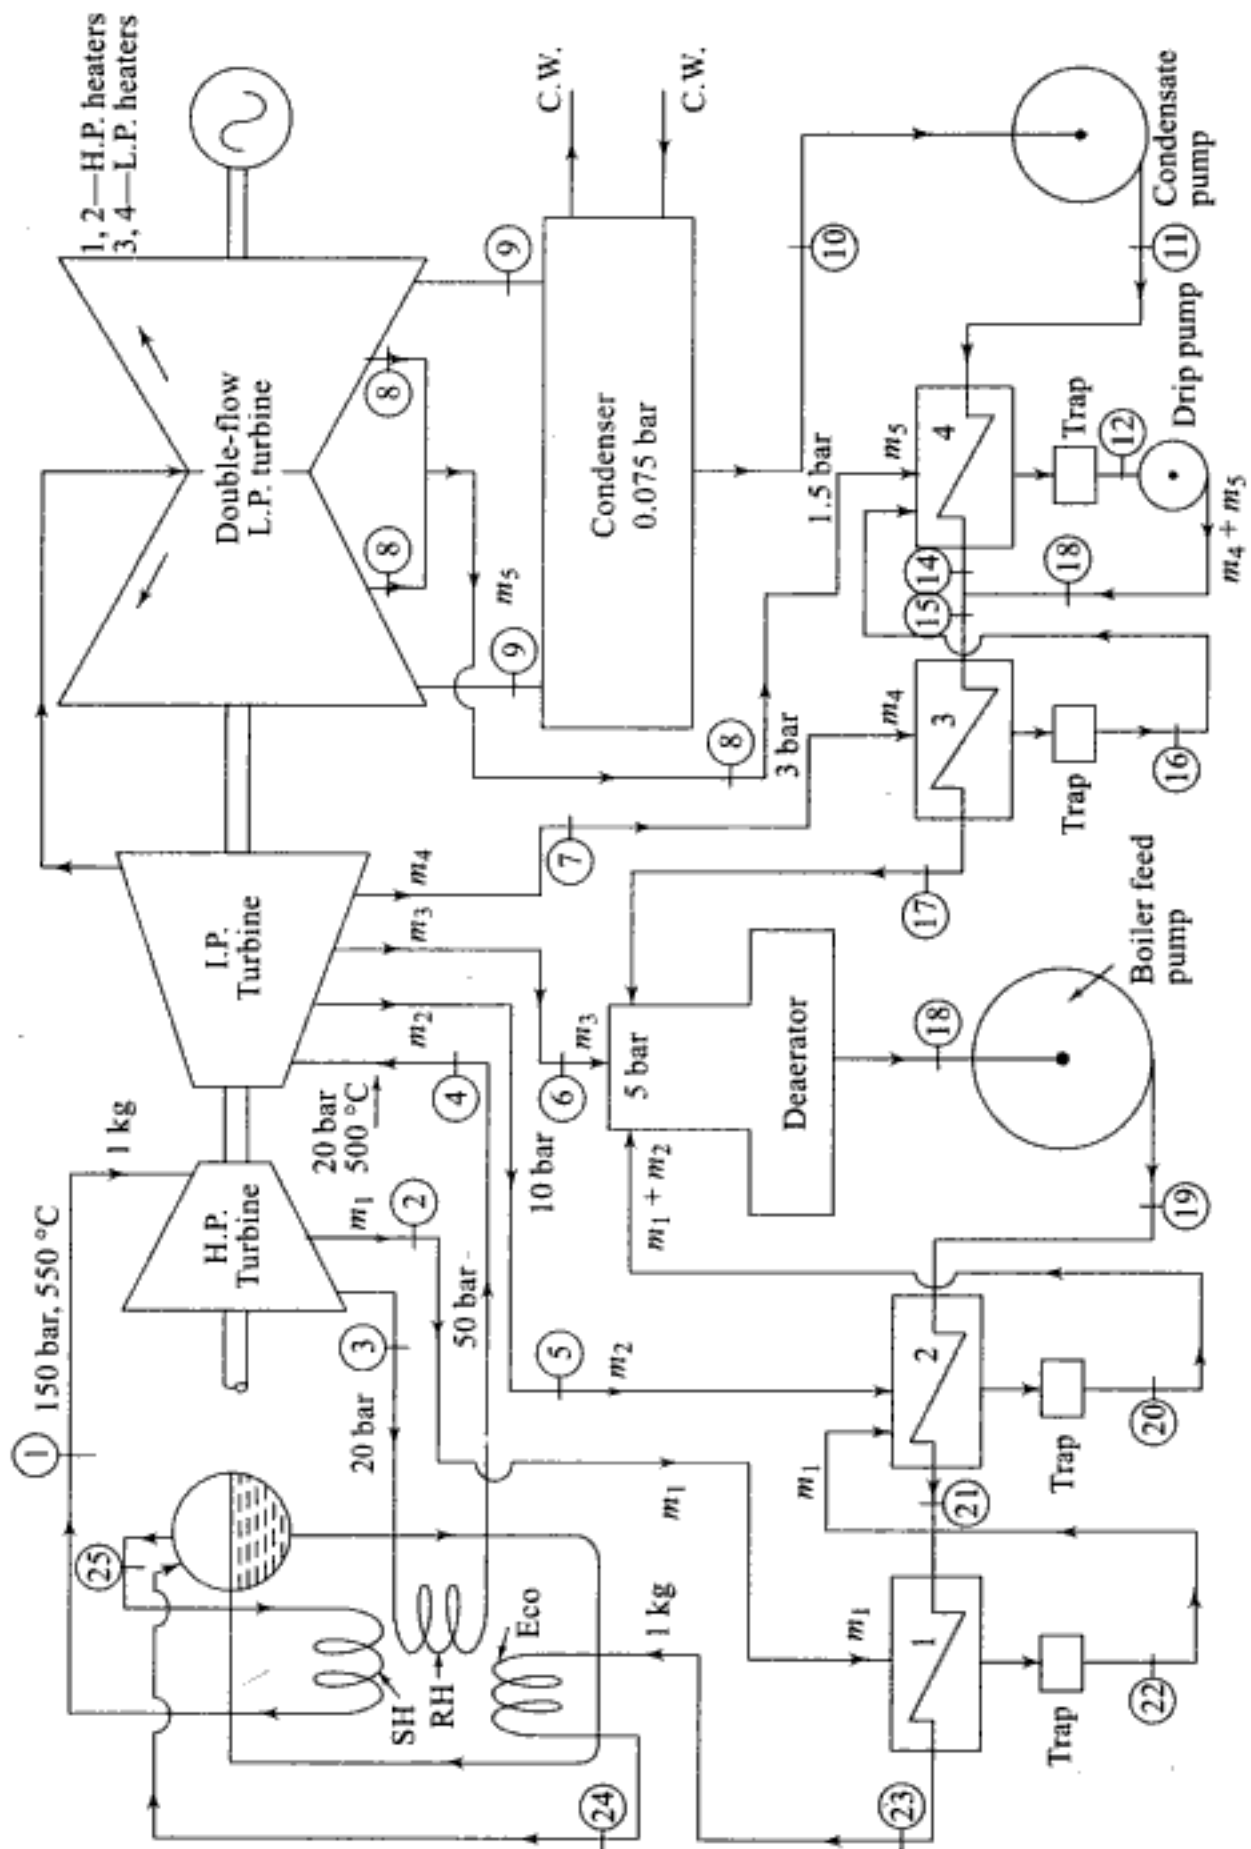 1, 2—H.P. heaters
3, 4—L.P. heaters
1
150 bar, 550 °C
1 kg
25
SH
RH
Eco
20 bar
3
H.P.
Turbine
m1
2
20 bar
500 °C
50 bar
4
I.P.
Turbine
m2
m3
m4
Double-flow
L.P. turbine
8
8
m5
9
9
C.W.
C.W.
Condenser
0.075 bar
10
24
1 kg
m1
5
m2
10 bar
6
m3
7
3 bar
8
1.5 bar
m1
m1
m1 + m2
5 bar
Deaerator
m4
m5
1
2
3
4
23
21
17
15
14
11
Condensate
pump
Trap
22
Trap
20
19
18
Boiler feed
pump
Trap
16
18
Trap
12
Drip pump
m4 + m5